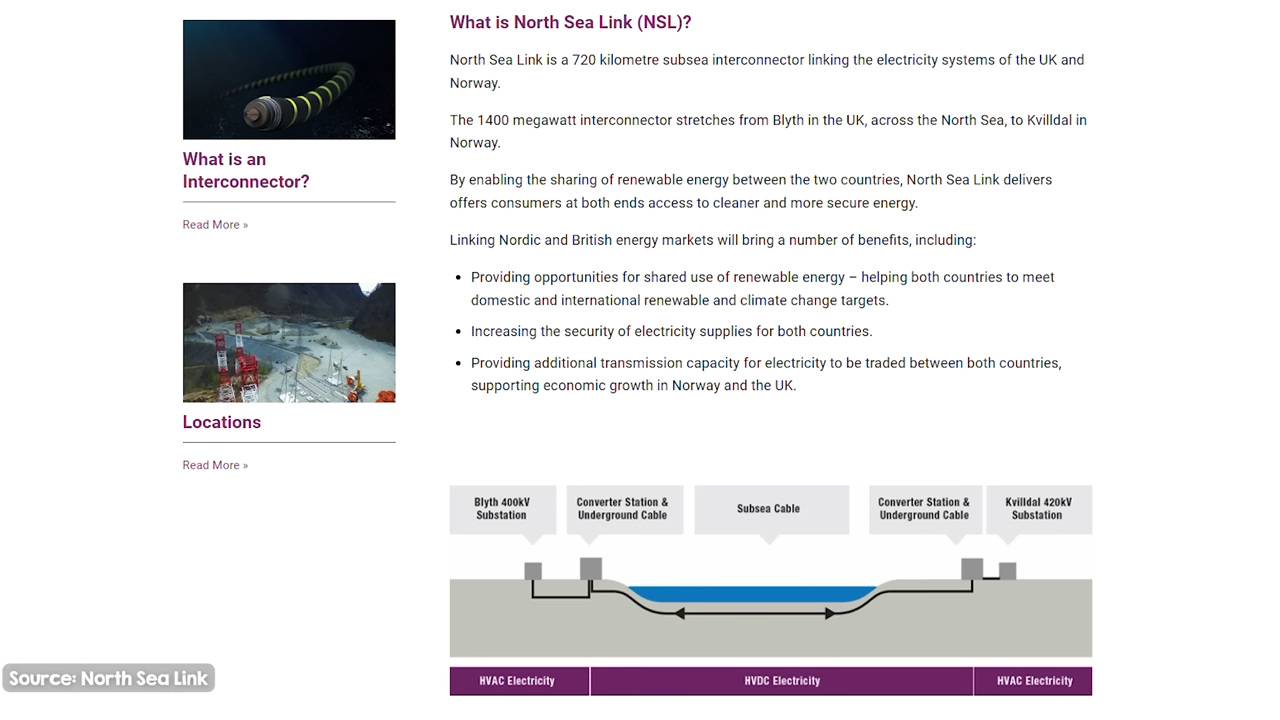 What is an
Interconnector?
Read More »
Locations
Read More »
What is North Sea Link (NSL)?
North Sea Link is a 720 kilometre subsea interconnector linking the electricity systems of the UK and
Norway.
The 1400 megawatt interconnector stretches from Blyth in the UK, across the North Sea, to Kvilldal in
Norway.
By enabling the sharing of renewable energy between the two countries, North Sea Link delivers
offers consumers at both ends access to cleaner and more secure energy.
Linking Nordic and British energy markets will bring a number of benefits, including:
• Providing opportunities for shared use of renewable energy – helping both countries to meet
domestic and international renewable and climate change targets.
• Increasing the security of electricity supplies for both countries.
• Providing additional transmission capacity for electricity to be traded between both countries,
supporting economic growth in Norway and the UK.
Blyth 400kV
Substation
Converter Station &
Underground Cable
Subsea Cable
Converter Station &
Underground Cable
Kvilldal 420kV
Substation
HVAC Electricity
HVDC Electricity
HVAC Electricity
Source: North Sea Link